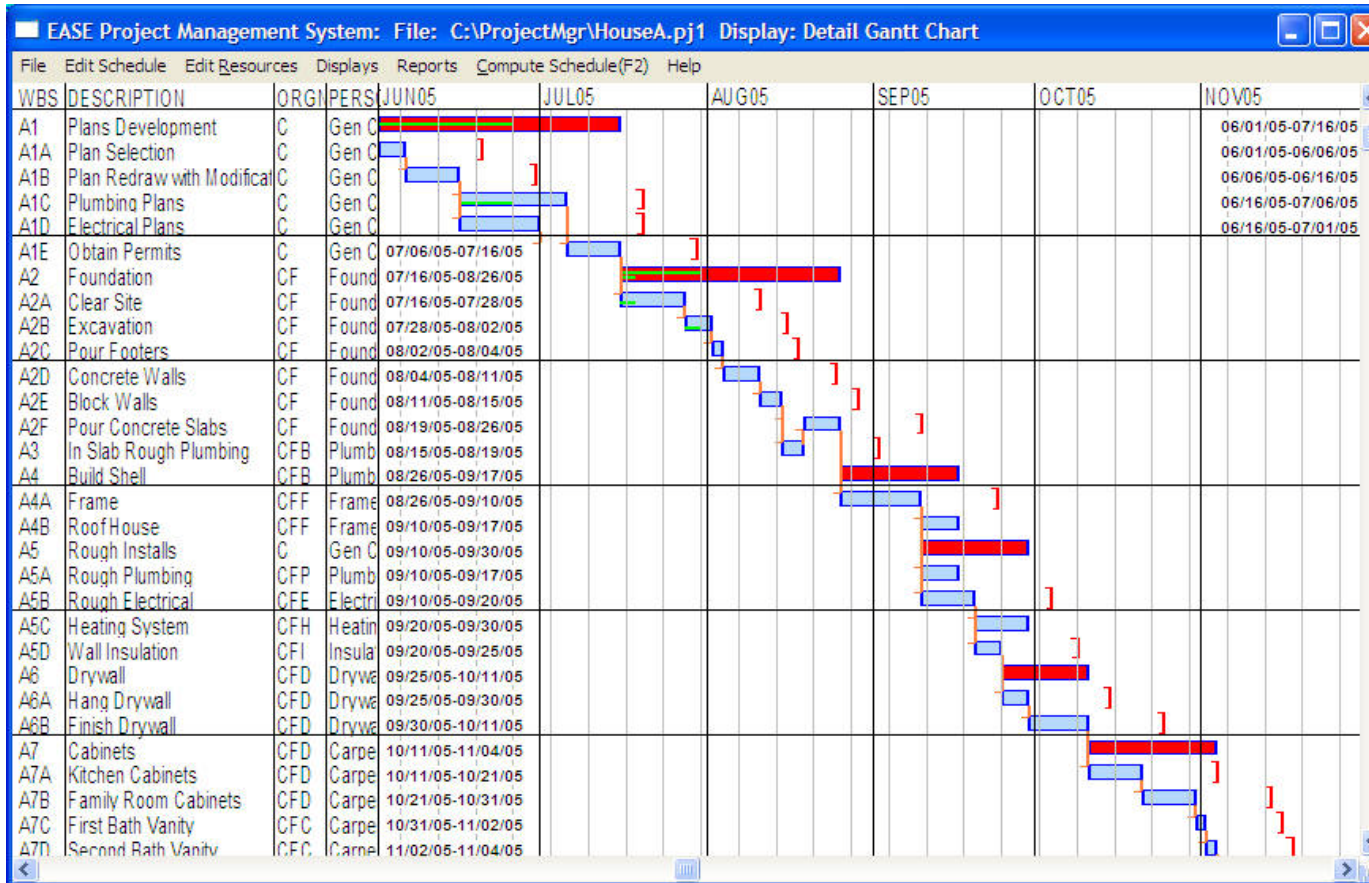 EASE Project Management System: File: C:\ProjectMgr\HouseA.pj1 Display: Detail Gantt Chart
File Edit Schedule Edit Resources Displays Reports Compute Schedule(F2) Help
WBS DESCRIPTION ORGN PERS JUN05 JUL05 AUG05 SEP05 OCT05 NOV05
A1 Plans Development C Gen C 06/01/05-07/16/05
A1A Plan Selection C Gen C 06/01/05-06/06/05
A1B Plan Redraw with Modificat C Gen C 06/06/05-06/16/05
A1C Plumbing Plans C Gen C 06/16/05-07/06/05
A1D Electrical Plans C Gen C 06/16/05-07/01/05
A1E Obtain Permits C Gen C 07/06/05-07/16/05
A2 Foundation CF Found 07/16/05-08/26/05
A2A Clear Site CF Found 07/16/05-07/28/05
A2B Excavation CF Found 07/28/05-08/02/05
A2C Pour Footers CF Found 08/02/05-08/04/05
A2D Concrete Walls CF Found 08/04/05-08/11/05
A2E Block Walls CF Found 08/11/05-08/15/05
A2F Pour Concrete Slabs CF Found 08/19/05-08/26/05
A3 In Slab Rough Plumbing CFB Plumb 08/15/05-08/19/05
A4 Build Shell CFB Plumb 08/26/05-09/17/05
A4A Frame CFF Frame 08/26/05-09/10/05
A4B Roof House CFF Frame 09/10/05-09/17/05
A5 Rough Installs C Gen C 09/10/05-09/30/05
A5A Rough Plumbing CFP Plumb 09/10/05-09/17/05
A5B Rough Electrical CFE Electri 09/10/05-09/20/05
A5C Heating System CFH Heatin 09/20/05-09/30/05
A5D Wall Insulation CFI Insula 09/20/05-09/25/05
A6 Drywall CFD Drywa 09/25/05-10/11/05
A6A Hang Drywall CFD Drywa 09/25/05-09/30/05
A6B Finish Drywall CFD Drywa 09/30/05-10/11/05
A7 Cabinets CFD Carpe 10/11/05-11/04/05
A7A Kitchen Cabinets CFD Carpe 10/11/05-10/21/05
A7B Family Room Cabinets CFD Carpe 10/21/05-10/31/05
A7C First Bath Vanity CFC Carpe 10/31/05-11/02/05
A7D Second Bath Vanity CFC Carpe 11/02/05-11/04/05